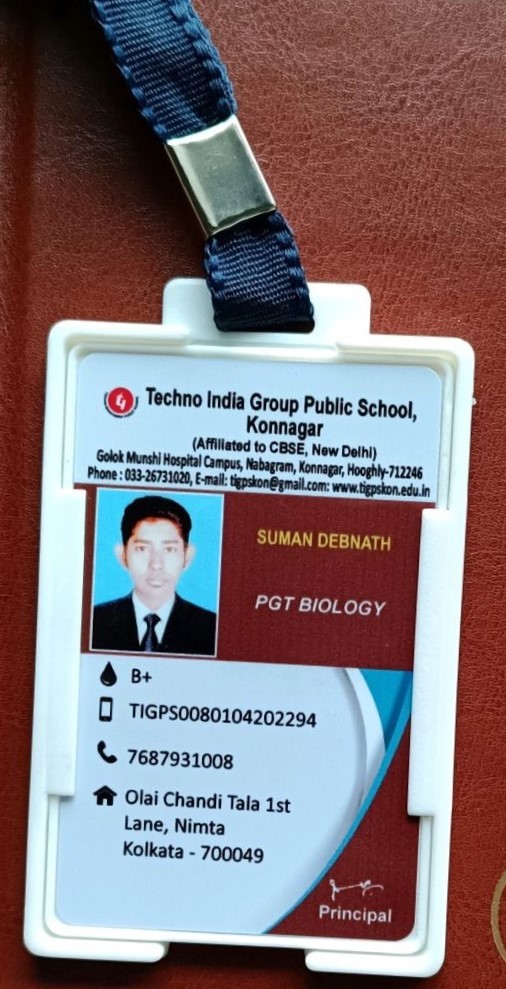 Techno India Group Public School,
Konnagar
(Affiliated to CBSE, New Delhi)
Golok Munshi Hospital Campus, Nabagram, Konnagar, Hooghly-712246
Phone : 033-26731020, E-mail: tigpskon@gmail.com: www.tigpskon.edu.in
SUMAN DEBNATH
PGT BIOLOGY
B+
TIGPS0080104202294
7687931008
Olai Chandi Tala 1st
Lane, Nimta
Kolkata - 700049
Principal